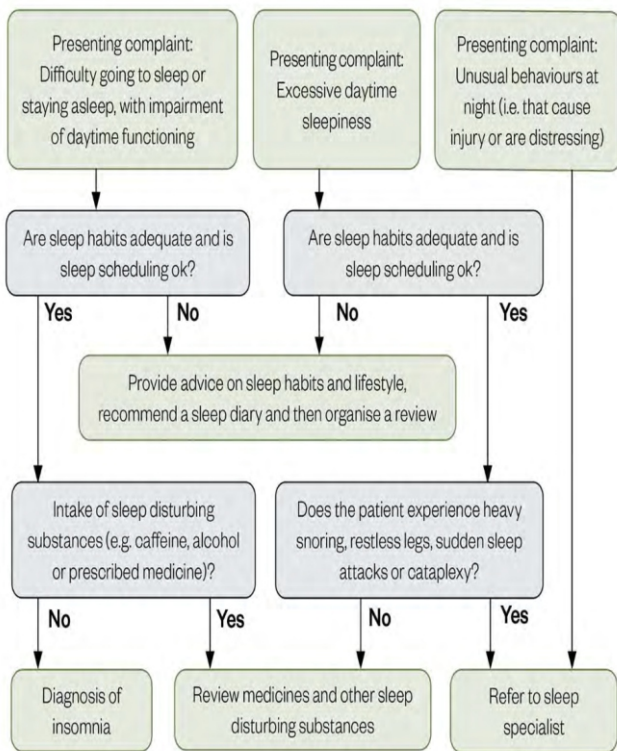 Presenting complaint:
Difficulty going to sleep or
staying asleep, with impairment
of daytime functioning
Presenting complaint:
Excessive daytime
sleepiness
Presenting complaint:
Unusual behaviours at
night (i.e. that cause
injury or are distressing)
Are sleep habits adequate and is
sleep scheduling ok?
Are sleep habits adequate and is
sleep scheduling ok?
Yes
No
No
Yes
Provide advice on sleep habits and lifestyle,
recommend a sleep diary and then organise a review
Intake of sleep disturbing
substances (e.g. caffeine, alcohol
or prescribed medicine)?
Does the patient experience heavy
snoring, restless legs, sudden sleep
attacks or cataplexy?
No
Yes
No
Yes
Diagnosis of
insomnia
Review medicines and other sleep
disturbing substances
Refer to sleep
specialist